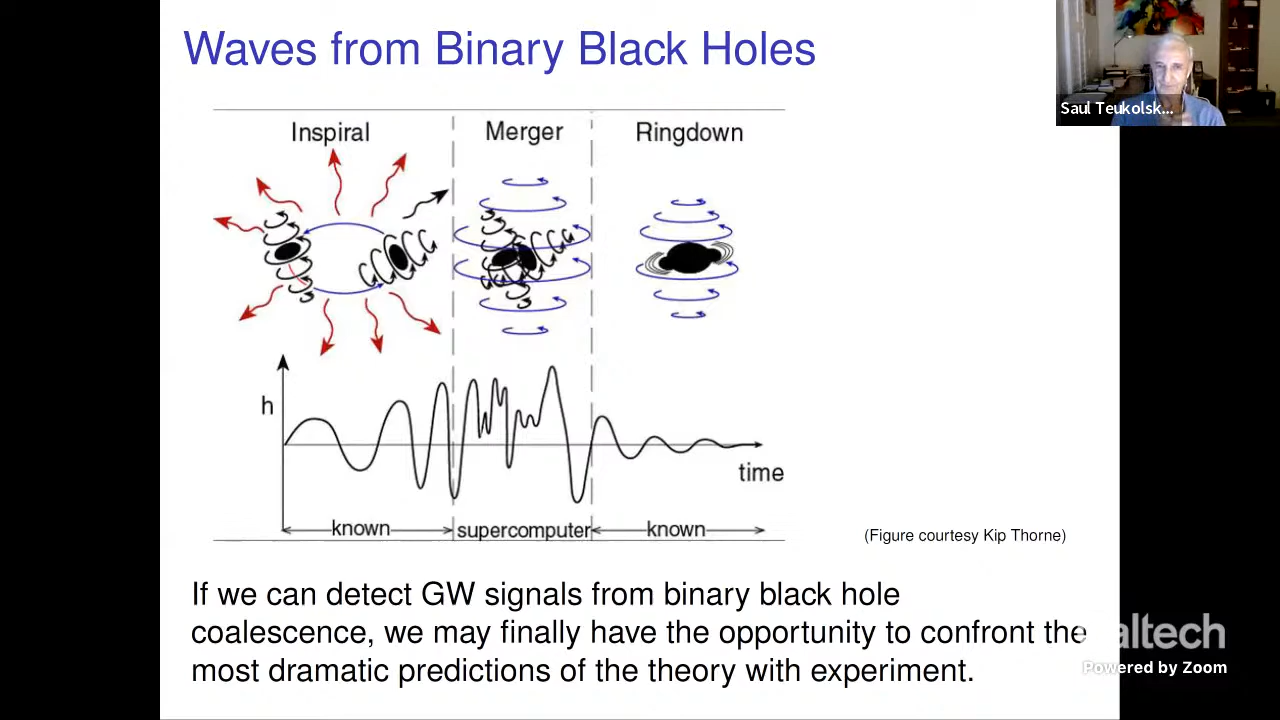 Waves from Binary Black Holes
Saul Teukolsk...
Inspiral
Merger
Ringdown
h
time
known
supercomputer
known
(Figure courtesy Kip Thorne)
If we can detect GW signals from binary black hole
coalescence, we may finally have the opportunity to confront the
most dramatic predictions of the theory with experiment.
Caltech
Powered by Zoom